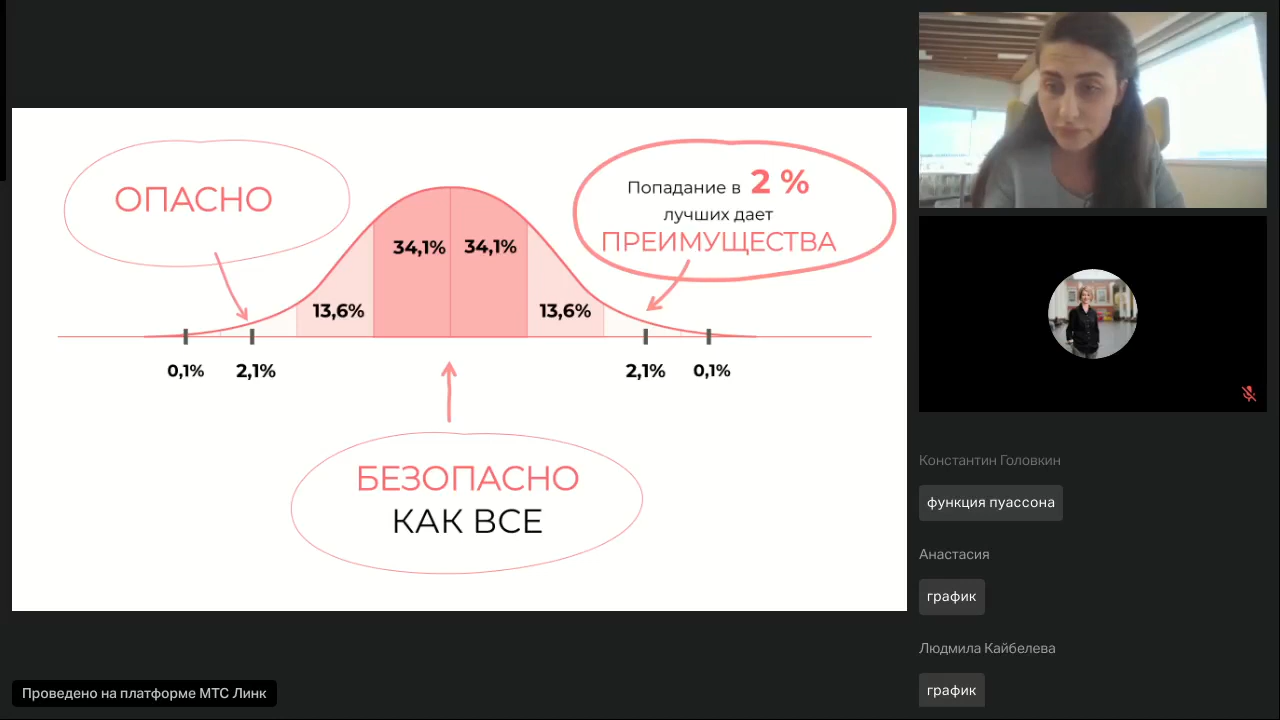 ОПАСНО
Попадание в 2 %
лучших дает
ПРЕИМУЩЕСТВА
34,1% 34,1%
13,6% 13,6%
0,1% 2,1% 2,1% 0,1%
БЕЗОПАСНО
КАК ВСЕ
Константин Головкин
функция пуассона
Анастасия
график
Людмила Кайбелева
график
Проведено на платформе МТС Линк